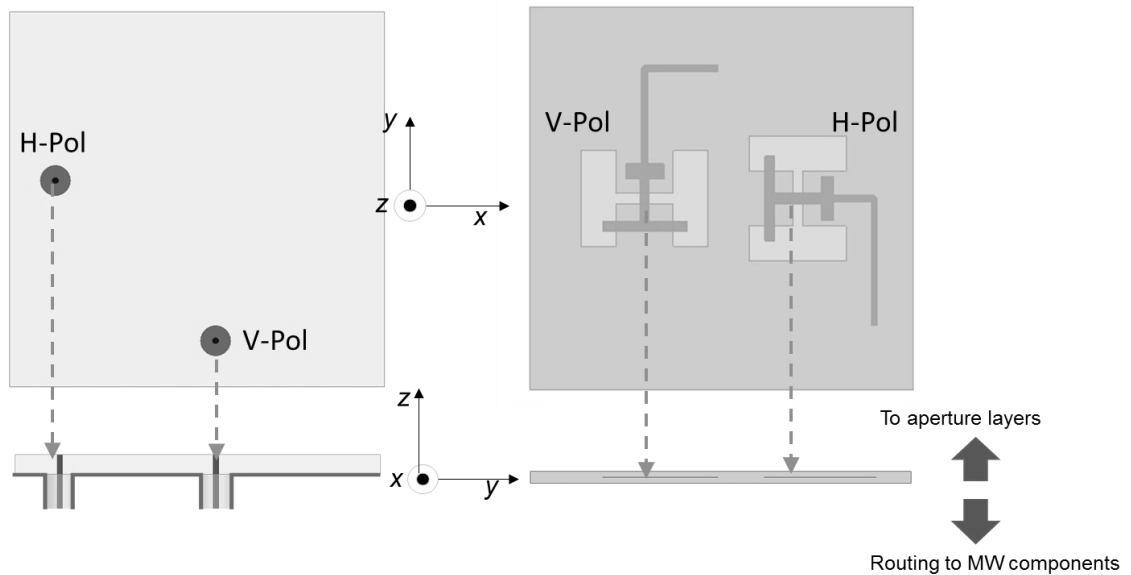 H-Pol
V-Pol
y
z
x
V-Pol
H-Pol
z
x
y
To aperture layers
Routing to MW components